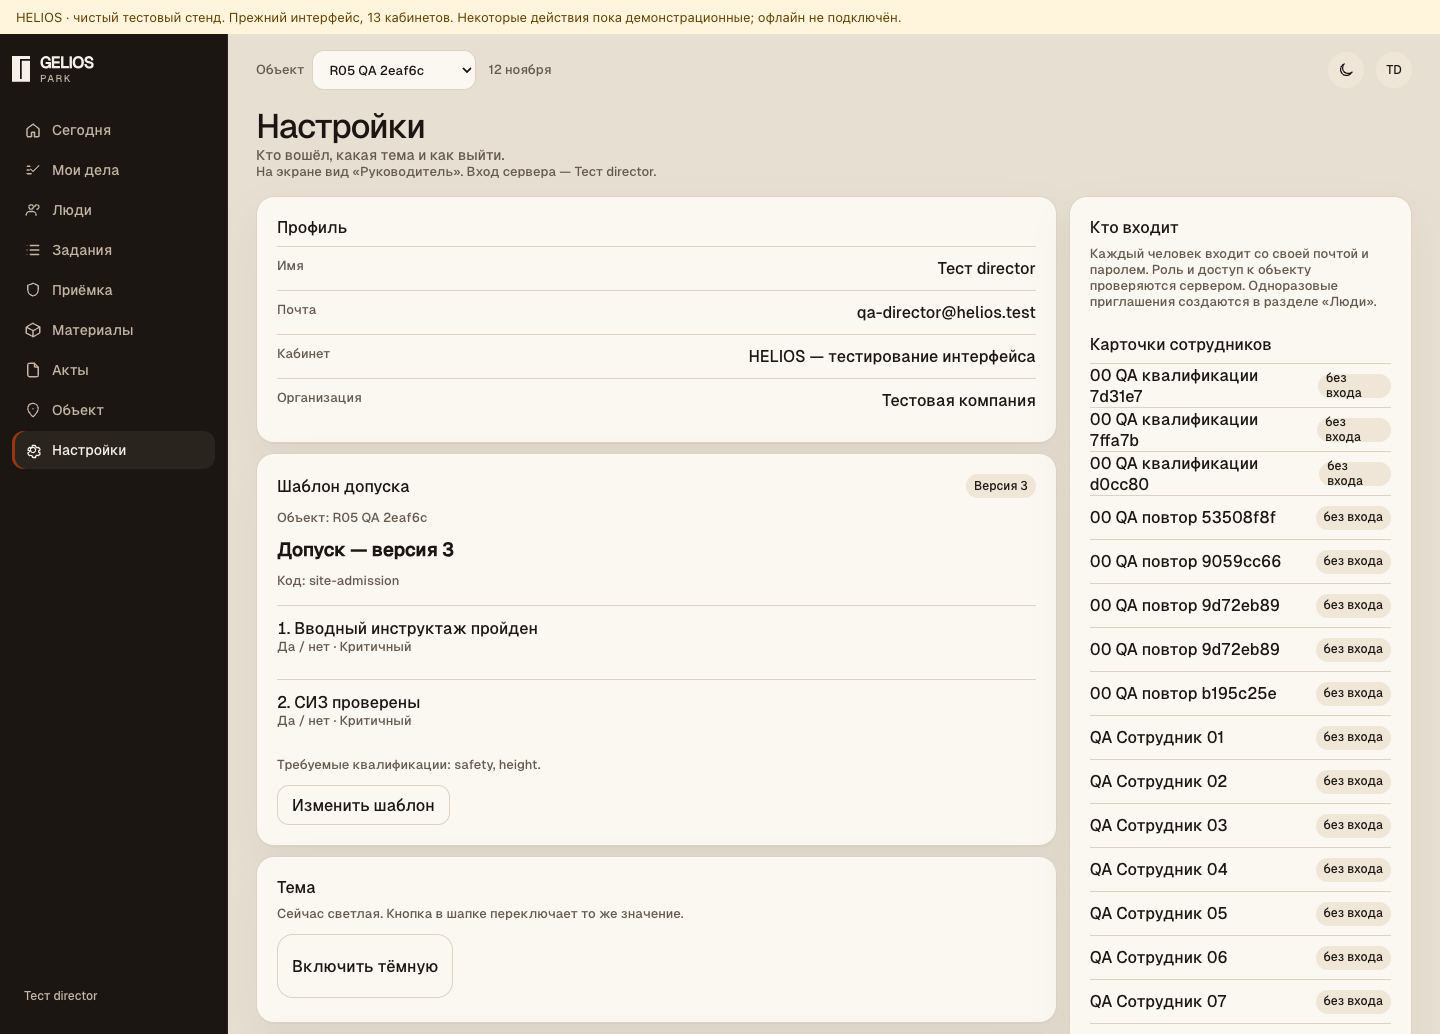 HELIOS · чистый тестовый стенд. Прежний интерфейс, 13 кабинетов. Некоторые действия пока демонстрационные; офлайн не подключён.
GELIOS
PARK
Сегодня
Мои дела
Люди
Задания
Приёмка
Материалы
Акты
Объект
Настройки
Тест director
Объект
R05 QA 2eaf6c
12 ноября
TD
Настройки
Кто вошёл, какая тема и как выйти.
На экране вид «Руководитель». Вход сервера — Тест director.
Профиль
Имя
Тест director
Почта
qa-director@helios.test
Кабинет
HELIOS — тестирование интерфейса
Организация
Тестовая компания
Шаблон допуска
Версия 3
Объект: R05 QA 2eaf6c
Допуск — версия 3
Код: site-admission
1. Вводный инструктаж пройден
Да / нет · Критичный
2. СИЗ проверены
Да / нет · Критичный
Требуемые квалификации: safety, height.
Изменить шаблон
Тема
Сейчас светлая. Кнопка в шапке переключает то же значение.
Включить тёмную
Кто входит
Каждый человек входит со своей почтой и
паролем. Роль и доступ к объекту
проверяются сервером. Одноразовые
приглашения создаются в разделе «Люди».
Карточки сотрудников
00 QA квалификации
7d31e7
без
входа
00 QA квалификации
7ffa7b
без
входа
00 QA квалификации
d0cc80
без
входа
00 QA повтор 53508f8f
без входа
00 QA повтор 9059cc66
без входа
00 QA повтор 9d72eb89
без входа
00 QA повтор 9d72eb89
без входа
00 QA повтор b195c25e
без входа
QA Сотрудник 01
без входа
QA Сотрудник 02
без входа
QA Сотрудник 03
без входа
QA Сотрудник 04
без входа
QA Сотрудник 05
без входа
QA Сотрудник 06
без входа
QA Сотрудник 07
без входа